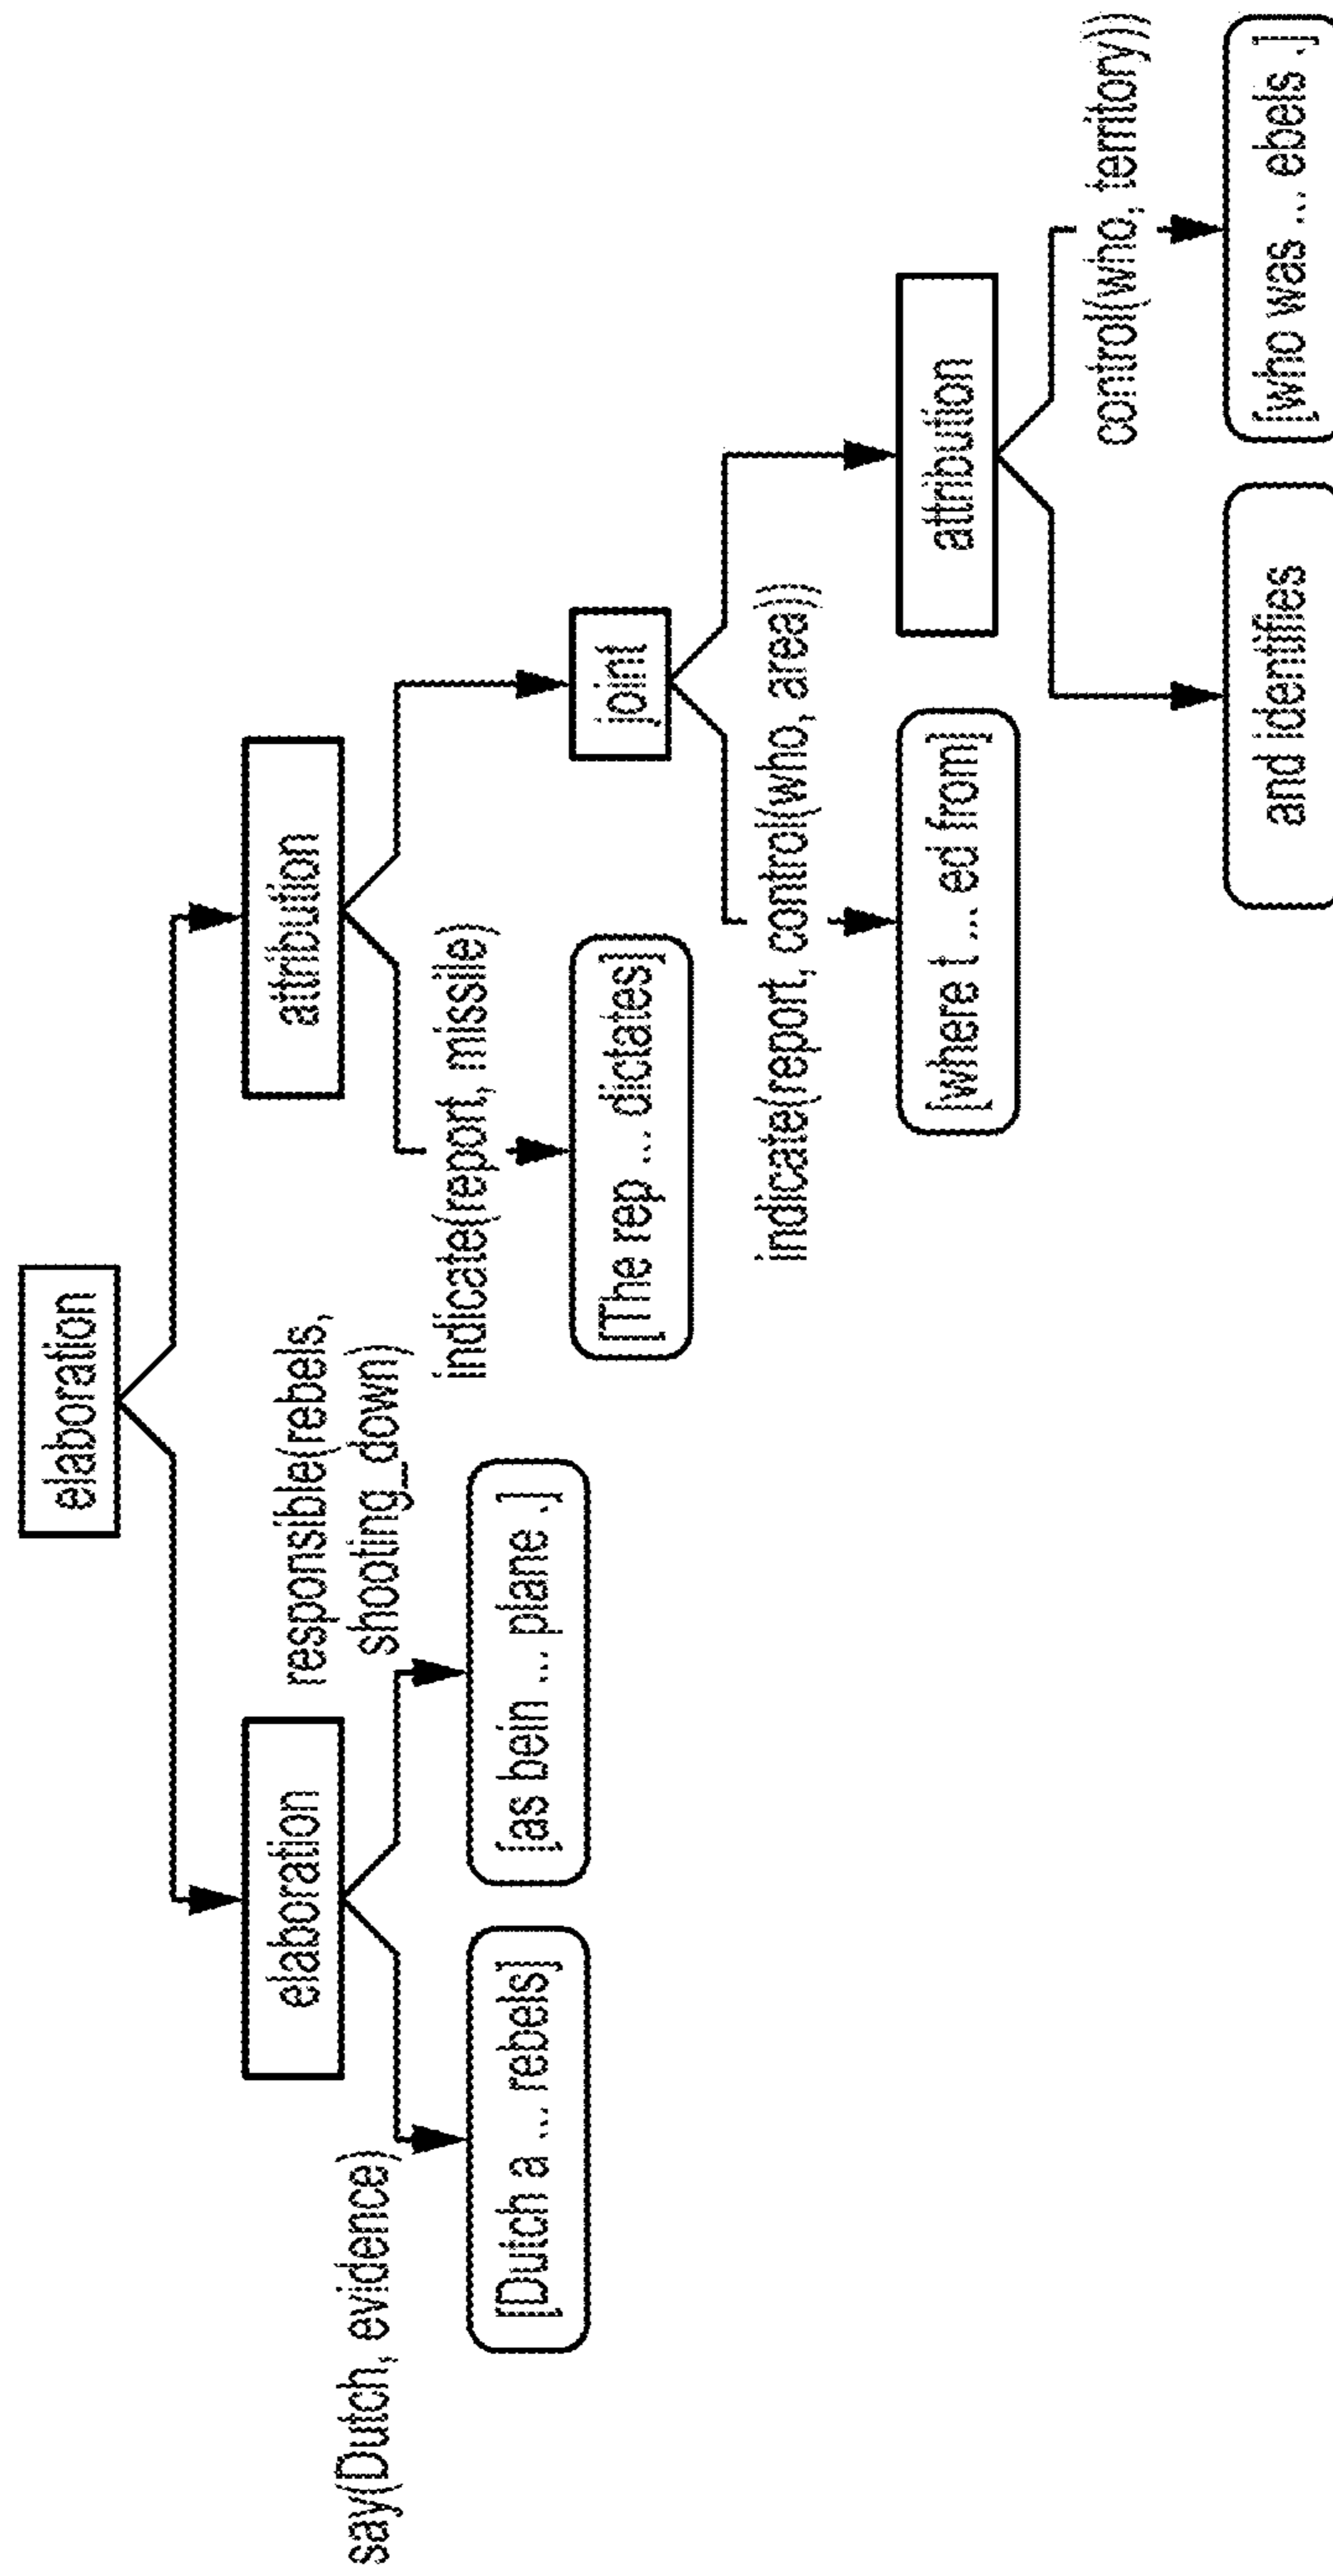 elaboration
elaboration
attribution
say(Dutch, evidence)
responsible(rebels,
shooting_down)
indicate(report, missile)
[Dutch a ... rebels]
[as bein ... plane .]
[The rep ... dictates]
joint
indicate(report, control(who, area))
[where t ... ed from]
attribution
control(who, territory))
and identifies
[who was ... ebels .]